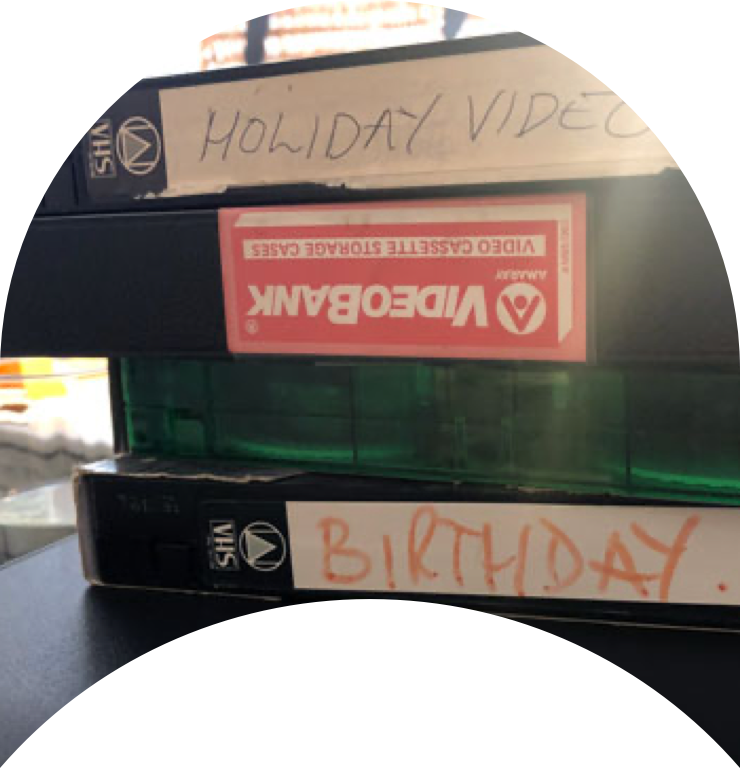 VHS
HOLIDAY VIDEO
VIDEO CASSETTE STORAGE CASES
AMARAY
VIDEOBANK®
VHS
BIRTHDAY.